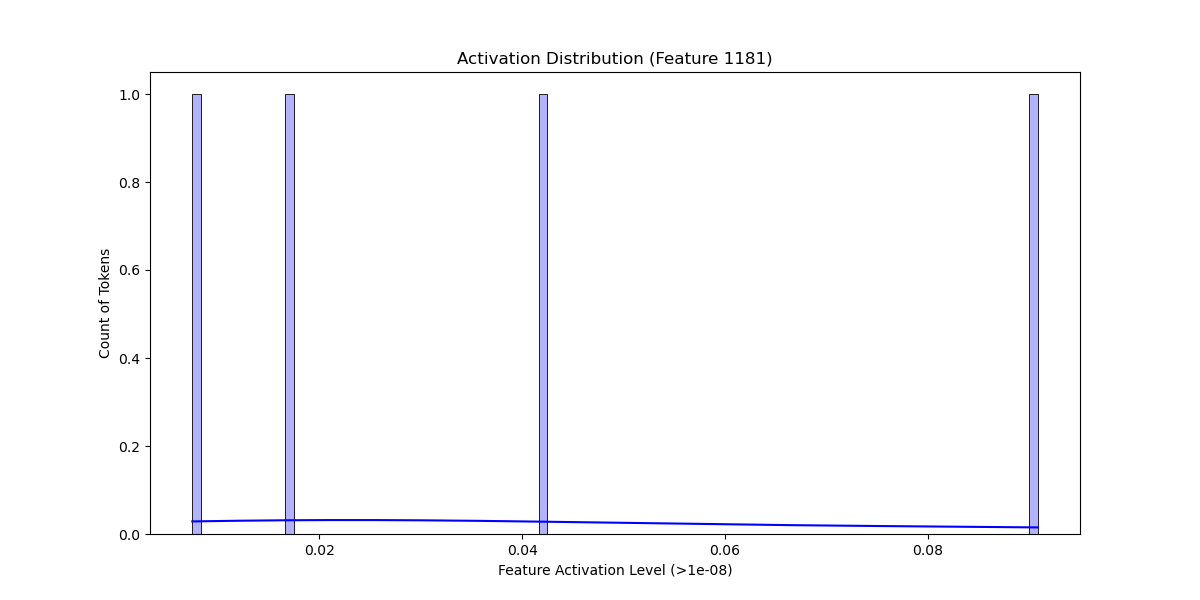 Activation Distribution (Feature 1181)
Count of Tokens
1.0
0.8
0.6
0.4
0.2
0.0
0.02 0.04 0.06 0.08
Feature Activation Level (>1e-08)